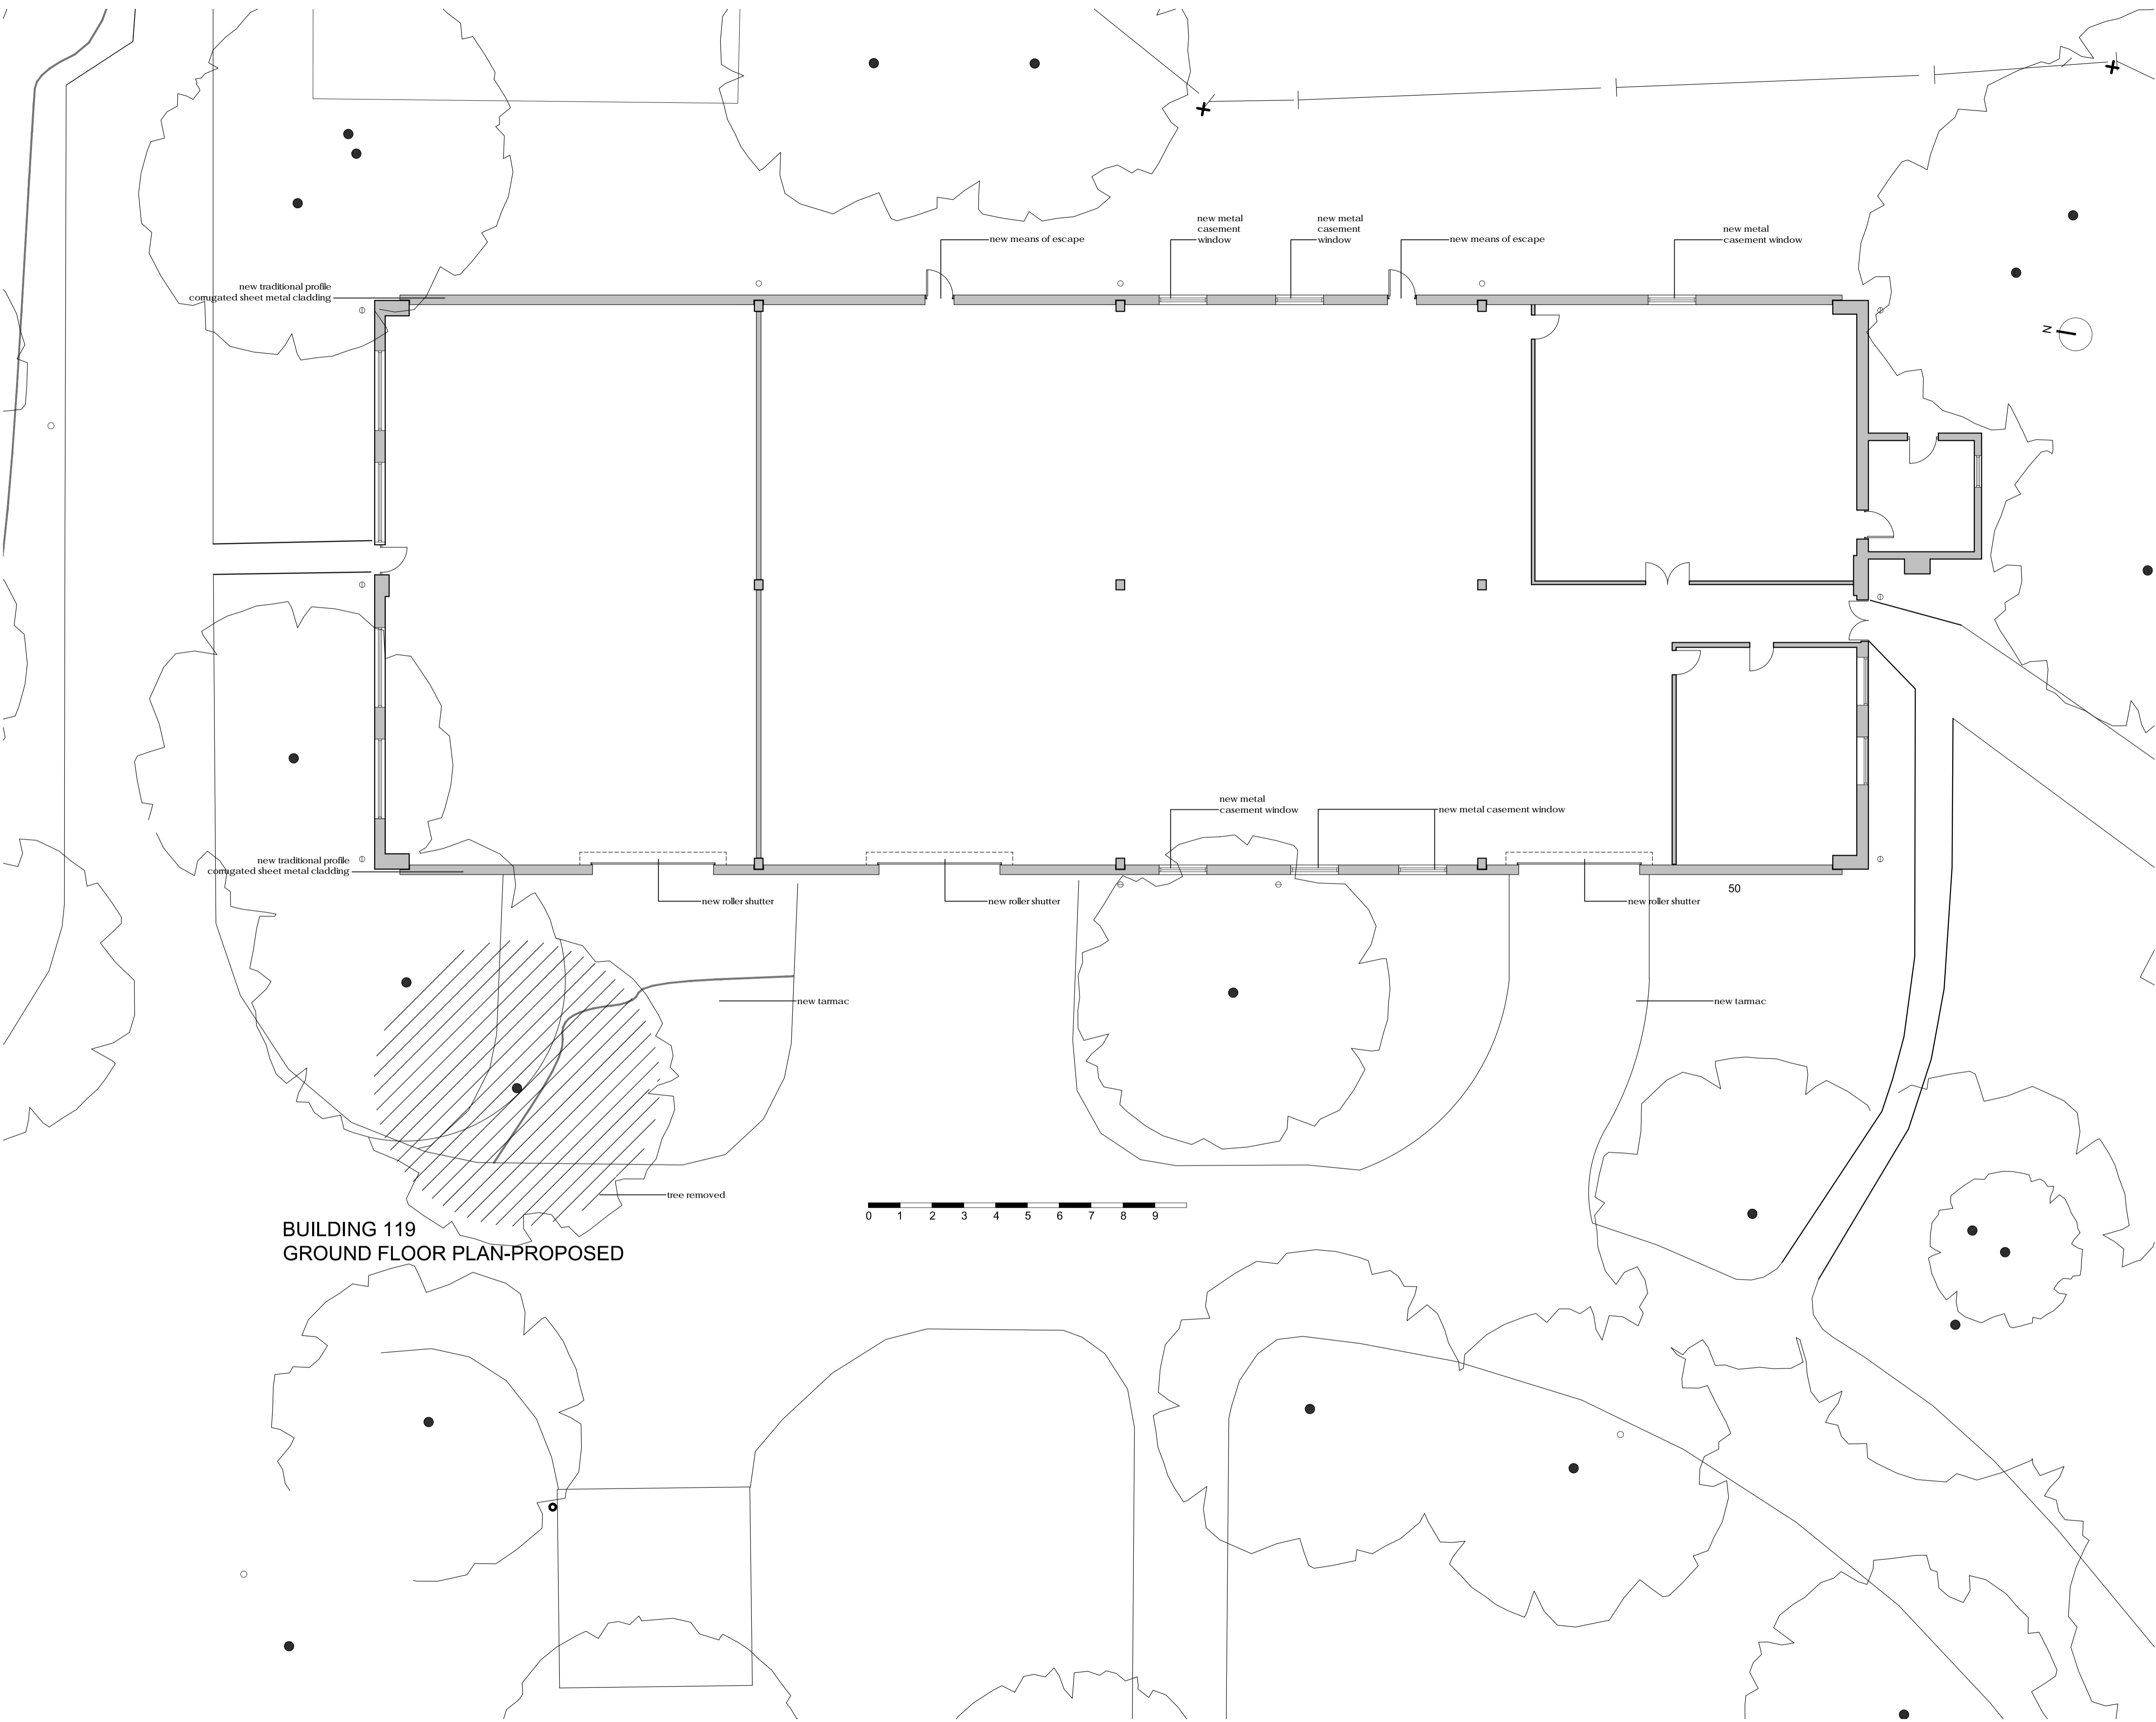 new metal
casement
window
new metal
casement
window
new means of escape
new means of escape
new metal
casement window
new traditional profile
corrugated sheet metal cladding
N
new metal
casement window
new metal casement window
new traditional profile
corrugated sheet metal cladding
new roller shutter
new roller shutter
new roller shutter
50
new tarmac
new tarmac
tree removed
0 1 2 3 4 5 6 7 8 9
BUILDING 119
GROUND FLOOR PLAN-PROPOSED